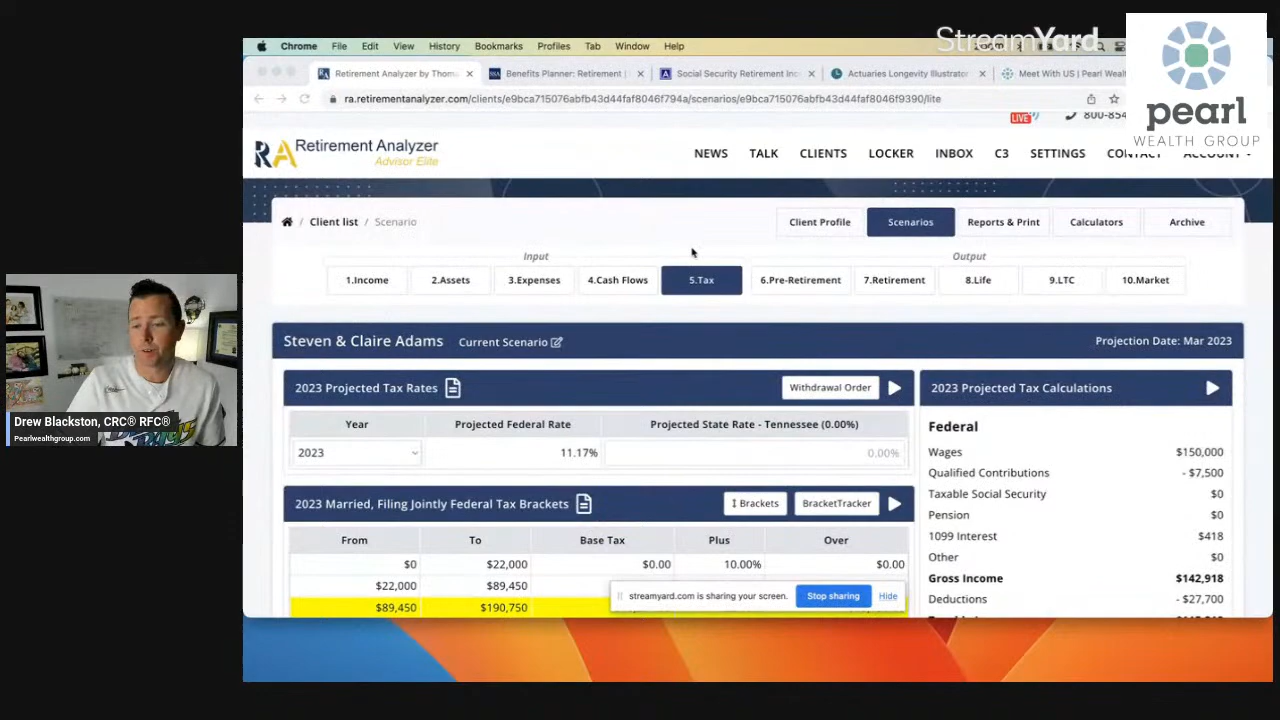 StreamYard
pearl
WEALTH GROUP
Chrome File Edit View History Bookmarks Profiles Tab Window Help
Retirement Analyzer by Thoma Benefits Planner: Retirement | Social Security Retirement Inc Actuaries Longevity Illustrator Meet With US | Pearl Wealt
ra.retirementanalyzer.com/clients/e9bca715076abfb43d44faf8046f794a/scenarios/e9bca715076abfb43d44faf8046f9390/lite
LIVE 800-854
RA Retirement Analyzer
Advisor Elite
NEWS TALK CLIENTS LOCKER INBOX C3 SETTINGS CONTACT ACCOUNT
Client list / Scenario
Client Profile Scenarios Reports & Print Calculators Archive
Input Output
1.Income 2.Assets 3.Expenses 4.Cash Flows 5.Tax 6.Pre-Retirement 7.Retirement 8.Life 9.LTC 10.Market
Steven & Claire Adams Current Scenario Projection Date: Mar 2023
2023 Projected Tax Rates Withdrawal Order
Year Projected Federal Rate Projected State Rate - Tennessee (0.00%)
2023 11.17% 0.00%
2023 Married, Filing Jointly Federal Tax Brackets Brackets BracketTracker
From To Base Tax Plus Over
$0 $22,000 $0.00 10.00% $0.00
$22,000 $89,450
$89,450 $190,750
2023 Projected Tax Calculations
Federal
Wages $150,000
Qualified Contributions - $7,500
Taxable Social Security $0
Pension $0
1099 Interest $418
Other $0
Gross Income $142,918
Deductions - $27,700
streamyard.com is sharing your screen. Stop sharing Hide
Drew Blackston, CRC® RFC®
Pearlwealthgroup.com